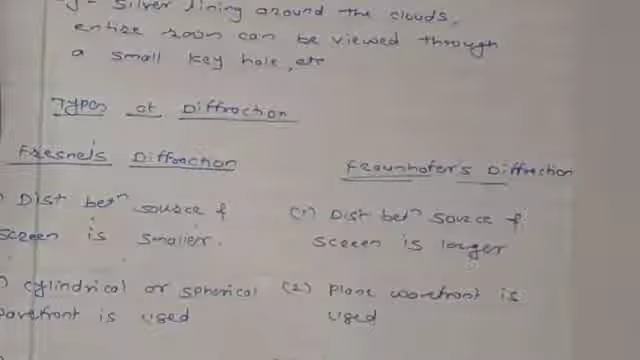 g - silver lining around the clouds,
entire room can be viewed through
a small key hole, etc
Types of Diffraction
Fresnel's Diffraction
Fraunhofer's Diffraction
) Dist betn source &
screen is smaller.
(1) Dist betn source &
screen is larger
) cylindrical or spherical
wavefront is used
(2) Plane wavefront is
used